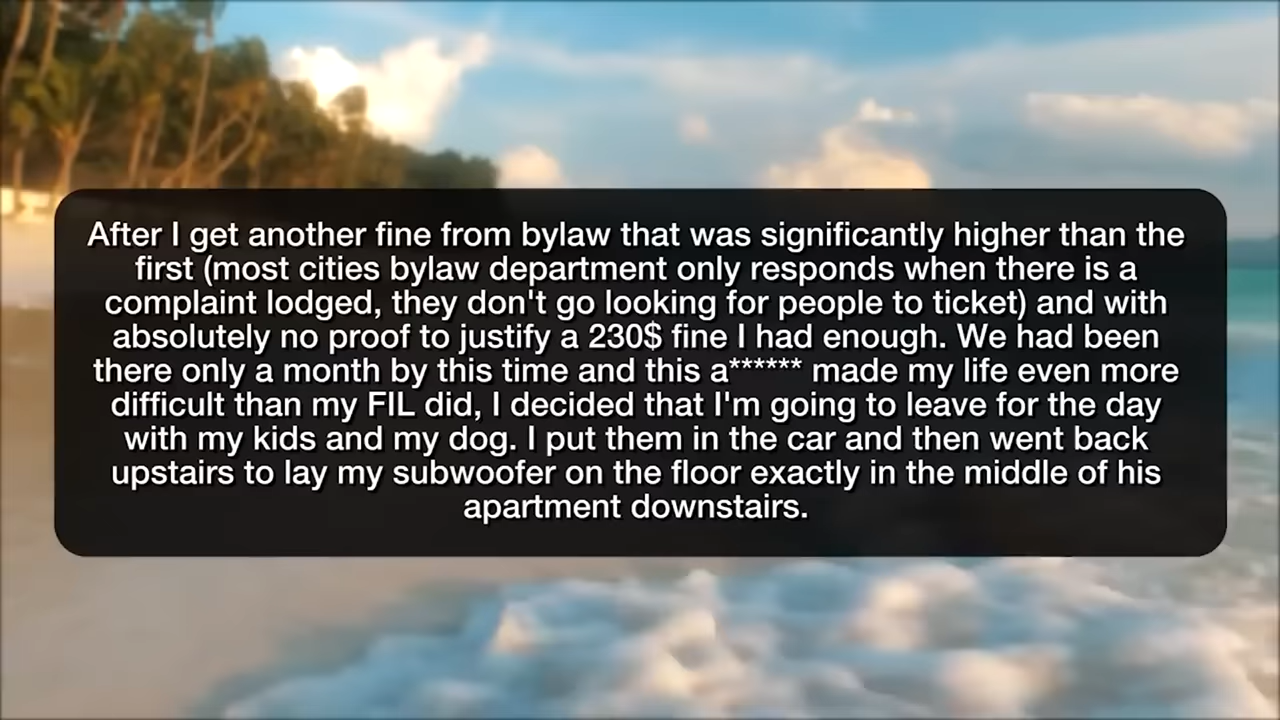 After I get another fine from bylaw that was significantly higher than the
first (most cities bylaw department only responds when there is a
complaint lodged, they don't go looking for people to ticket) and with
absolutely no proof to justify a 230$ fine I had enough. We had been
there only a month by this time and this a****** made my life even more
difficult than my FIL did, I decided that I'm going to leave for the day
with my kids and my dog. I put them in the car and then went back
upstairs to lay my subwoofer on the floor exactly in the middle of his
apartment downstairs.